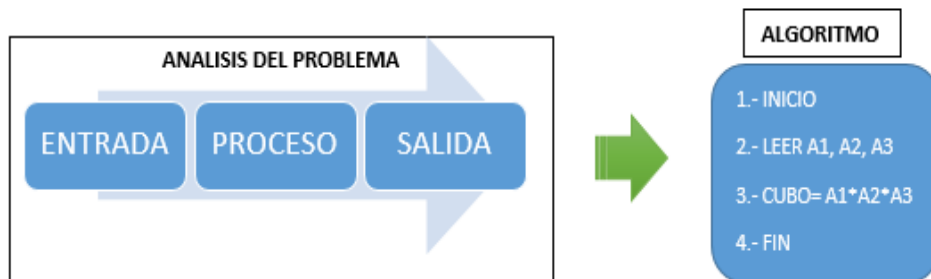 ANALISIS DEL PROBLEMA
ENTRADA
PROCESO
SALIDA
ALGORITMO
1.- INICIO
2.- LEER A1, A2, A3
3.- CUBO= A1*A2*A3
4.- FIN